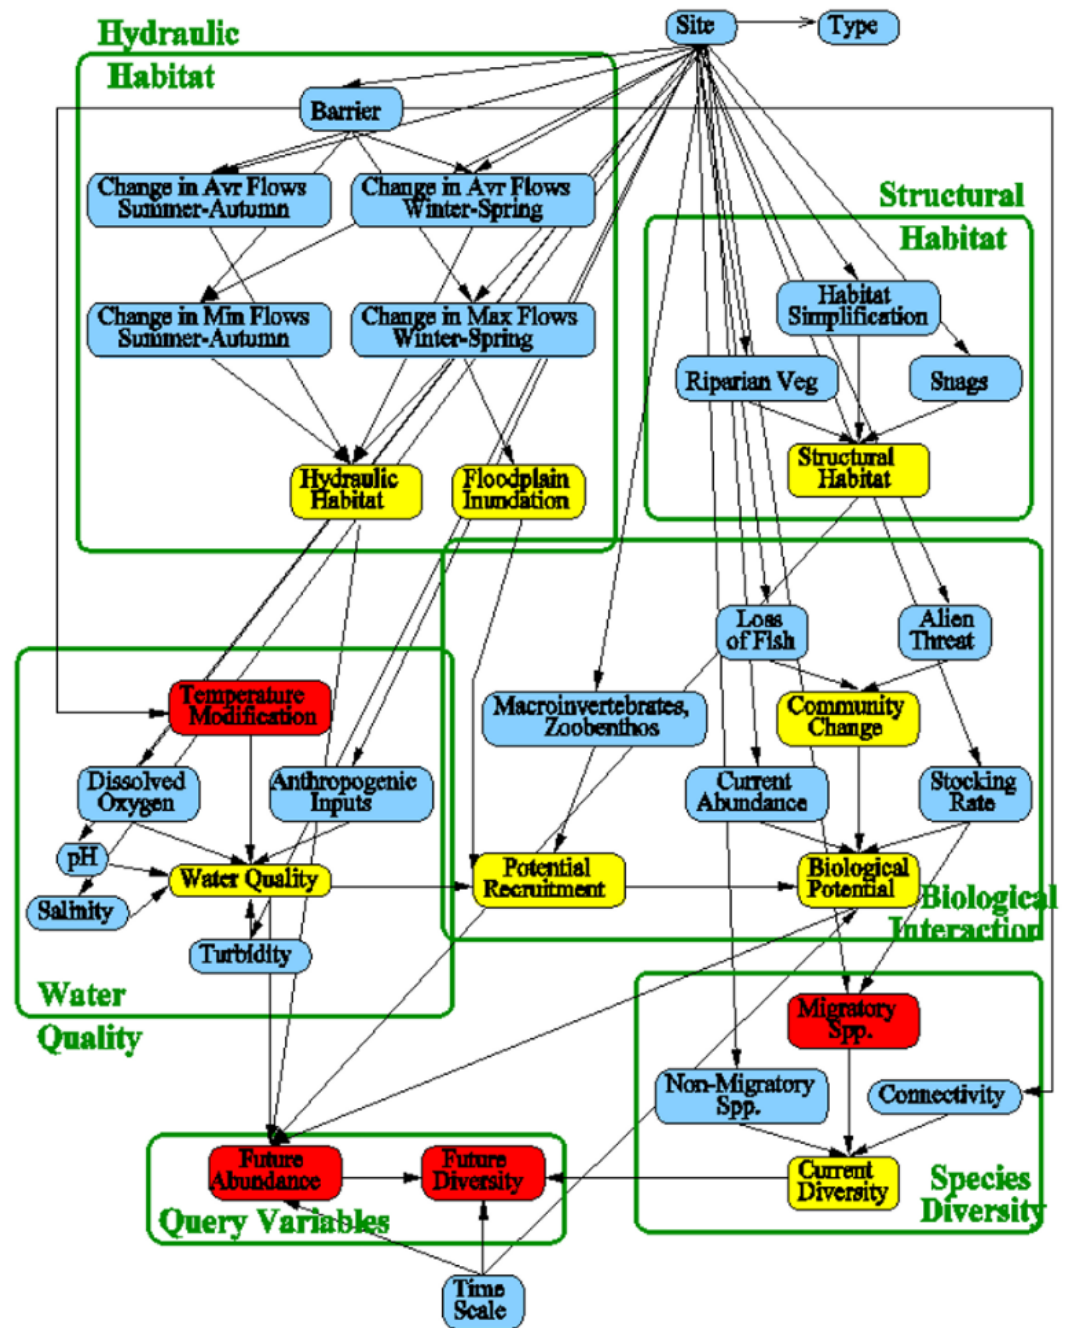 Site
Type
Hydraulic
Habitat
Barrier
Change in Avr Flows
Summer-Autumn
Change in Avr Flows
Winter-Spring
Structural
Habitat
Habitat
Simplification
Change in Min Flows
Summer-Autumn
Change in Max Flows
Winter-Spring
Riparian Veg
Snags
Structural
Habitat
Hydraulic
Habitat
Floodplain
Inundation
Loss
of Fish
Alien
Threat
Temperature
Modification
Macroinvertebrates,
Zoobenthos
Community
Change
Dissolved
Oxygen
Anthropogenic
Inputs
Current
Abundance
Stocking
Rate
pH
Water Quality
Potential
Recruitment
Biological
Potential
Salinity
Biological
Interaction
Turbidity
Water
Quality
Migratory
Spp.
Non-Migratory
Spp.
Connectivity
Future
Abundance
Future
Diversity
Current
Diversity
Species
Diversity
Query Variables
Time
Scale